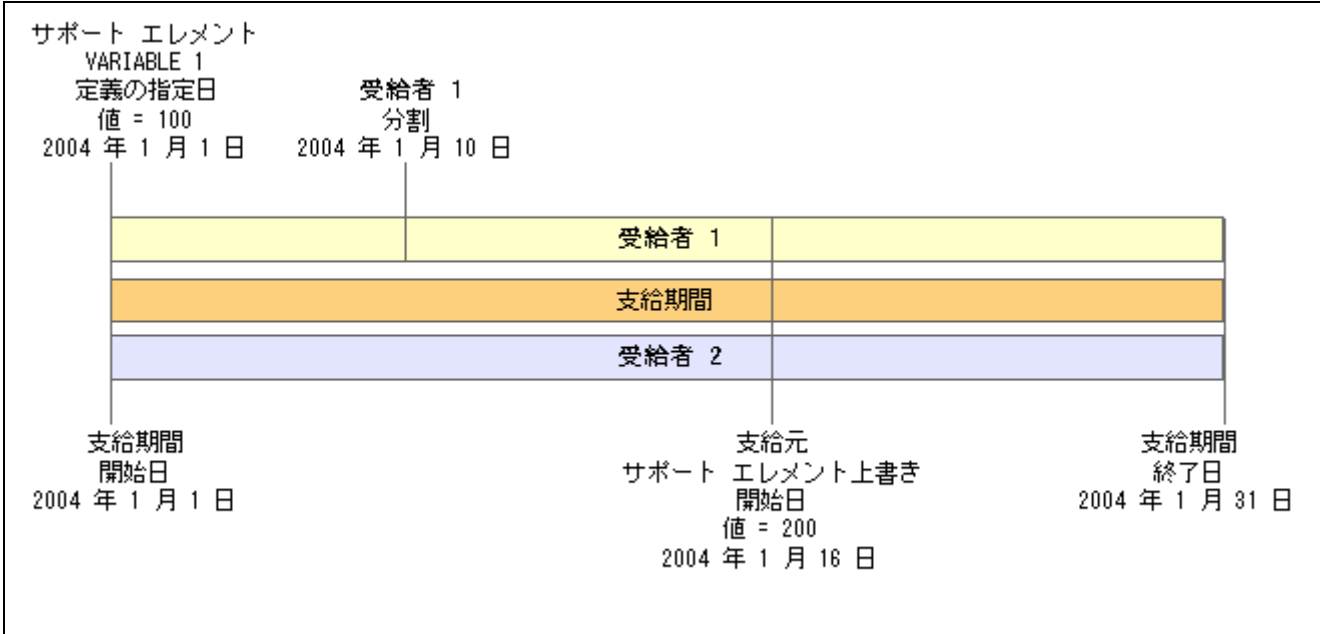 サポート エレメント
VARIABLE 1
定義の指定日
値 = 100
2004 年 1 月 1 日
受給者 1
分割
2004 年 1 月 10 日
受給者 1
支給期間
受給者 2
支給期間
開始日
2004 年 1 月 1 日
支給元
サポート エレメント上書き
開始日
値 = 200
2004 年 1 月 16 日
支給期間
終了日
2004 年 1 月 31 日